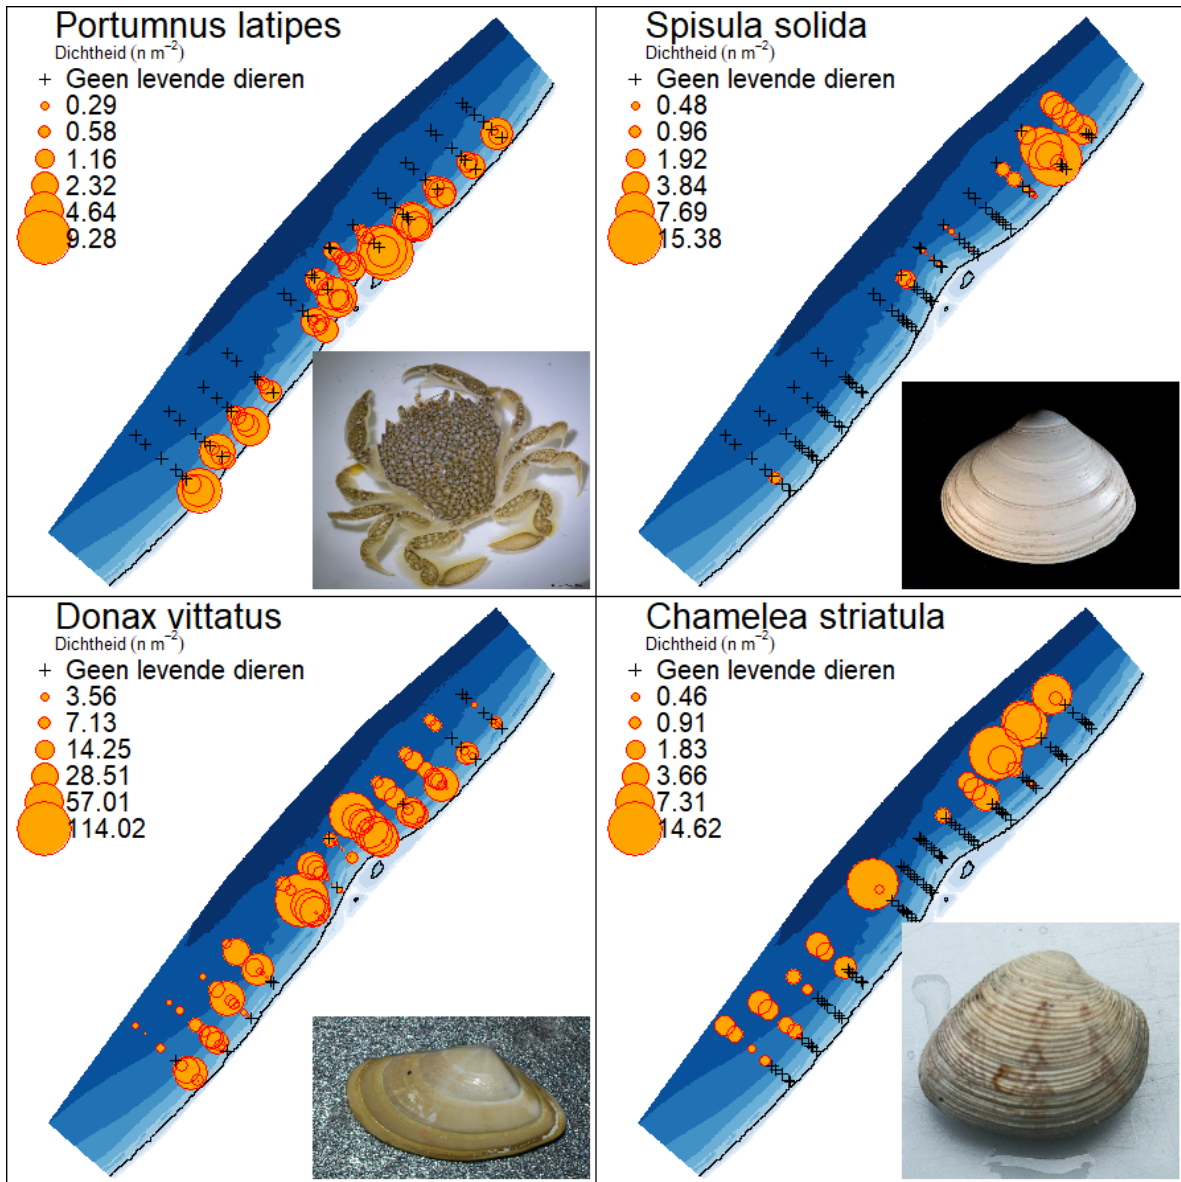 Portumnus latipes
Dichtheid (n m⁻²)
Geen levende dieren
0.29
0.58
1.16
2.32
4.64
9.28
Spisula solida
Dichtheid (n m⁻²)
Geen levende dieren
0.48
0.96
1.92
3.84
7.69
15.38
Donax vittatus
Dichtheid (n m⁻²)
Geen levende dieren
3.56
7.13
14.25
28.51
57.01
114.02
Chamelea striatula
Dichtheid (n m⁻²)
Geen levende dieren
0.46
0.91
1.83
3.66
7.31
14.62